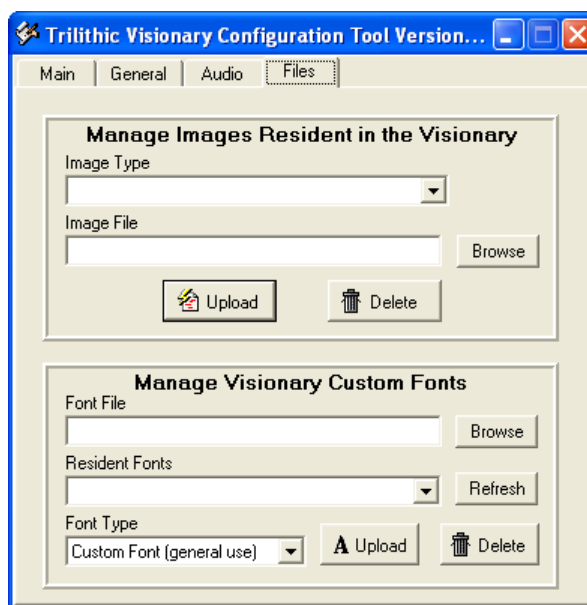 Trilithic Visionary Configuration Tool Version...
Main General Audio Files
Manage Images Resident in the Visionary
Image Type
Image File
Browse
Upload Delete
Manage Visionary Custom Fonts
Font File
Browse
Resident Fonts
Refresh
Font Type
Custom Font (general use) A Upload Delete